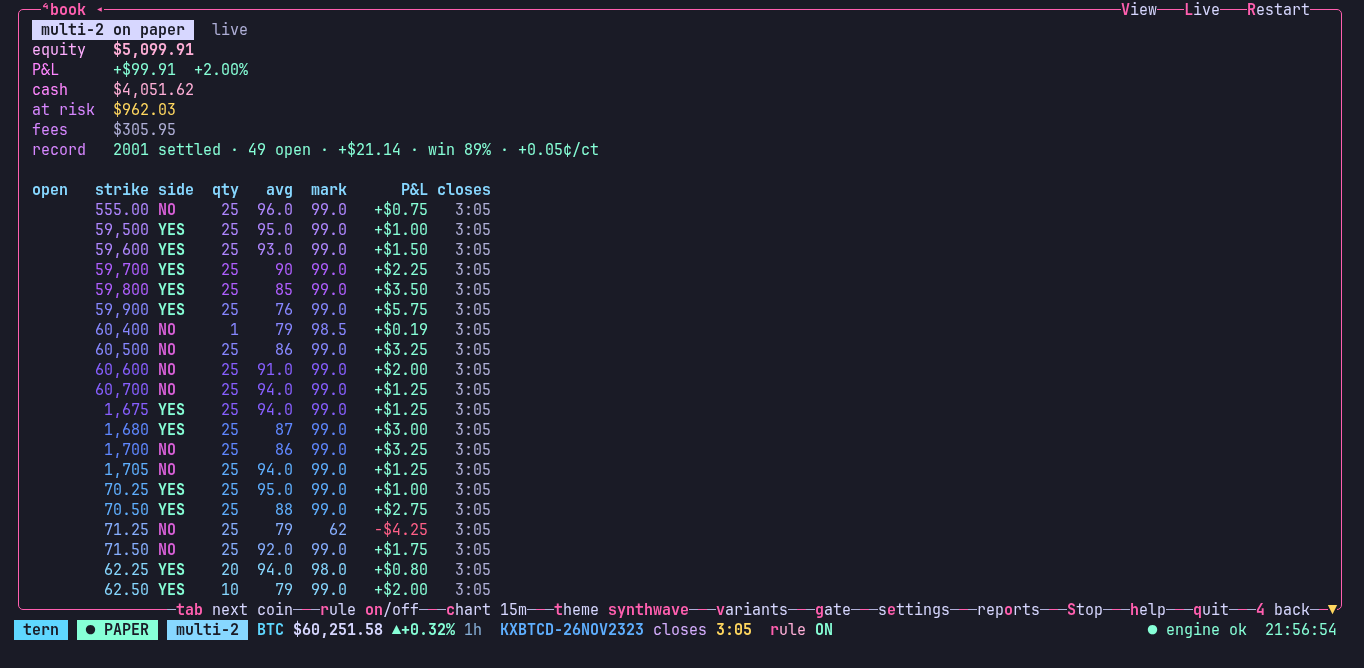 ⁴book   View   Live   Restart
multi-2 on paper   live
equity   $5,099.91
P&L   +$99.91   +2.00%
cash   $4,051.62
at risk   $962.03
fees   $305.95
record   2001 settled · 49 open · +$21.14 · win 89% · +0.05¢/ct
open   strike side   qty   avg   mark   P&L closes
555.00 NO   25   96.0   99.0   +$0.75   3:05
59,500 YES   25   95.0   99.0   +$1.00   3:05
59,600 YES   25   93.0   99.0   +$1.50   3:05
59,700 YES   25   90   99.0   +$2.25   3:05
59,800 YES   25   85   99.0   +$3.50   3:05
59,900 YES   25   76   99.0   +$5.75   3:05
60,400 NO   1   79   98.5   +$0.19   3:05
60,500 NO   25   86   99.0   +$3.25   3:05
60,600 NO   25   91.0   99.0   +$2.00   3:05
60,700 NO   25   94.0   99.0   +$1.25   3:05
1,675 YES   25   94.0   99.0   +$1.25   3:05
1,680 YES   25   87   99.0   +$3.00   3:05
1,700 NO   25   86   99.0   +$3.25   3:05
1,705 NO   25   94.0   99.0   +$1.25   3:05
70.25 YES   25   95.0   99.0   +$1.00   3:05
70.50 YES   25   88   99.0   +$2.75   3:05
71.25 NO   25   79   62   -$4.25   3:05
71.50 NO   25   92.0   99.0   +$1.75   3:05
62.25 YES   20   94.0   98.0   +$0.80   3:05
62.50 YES   10   79   99.0   +$2.00   3:05
tab next coin   rule on/off   chart 15m   theme synthwave   variants   gate   settings   reports   Stop   help   quit   4 back ▼
tern   ● PAPER   multi-2   BTC $60,251.58 ▲+0.32% 1h   KXBTCD-26NOV2323 closes 3:05   rule ON   ● engine ok   21:56:54